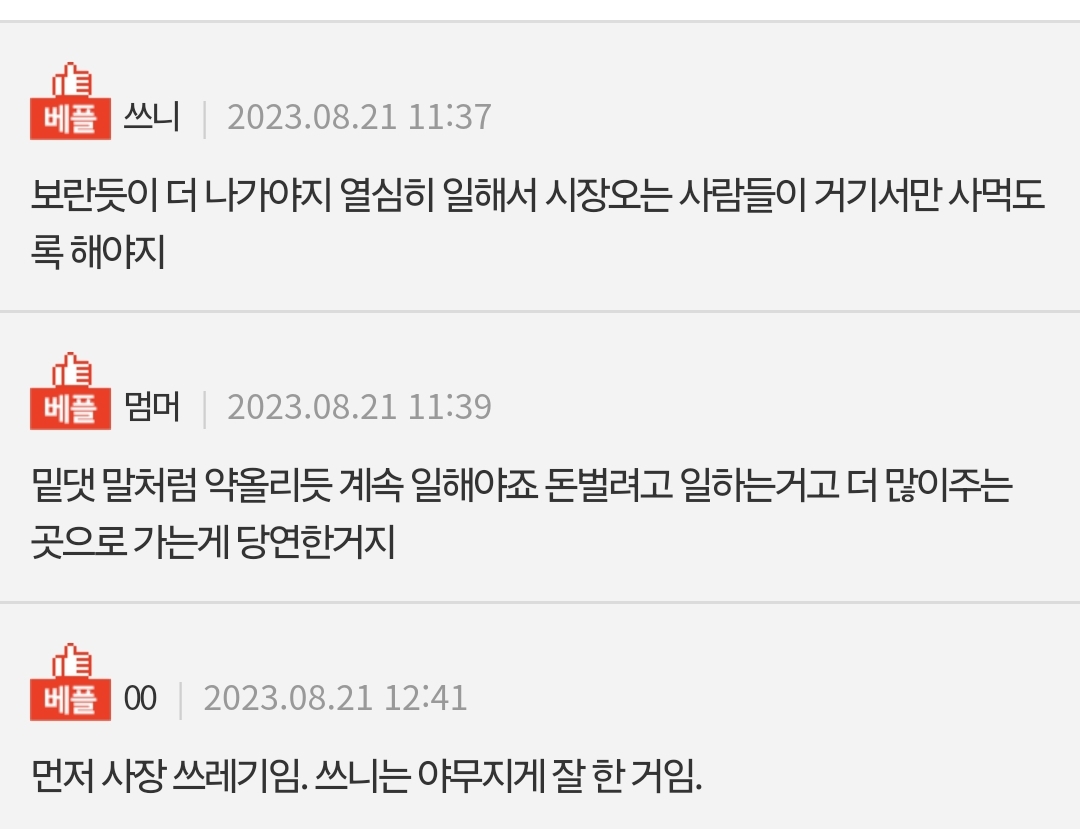 베플 쓰니 | 2023.08.21 11:37
보란듯이 더 나가야지 열심히 일해서 시장오는 사람들이 거기서만 사먹도
록 해야지
베플 멈머 | 2023.08.21 11:39
밑댓 말처럼 약올리듯 계속 일해야죠 돈벌려고 일하는거고 더 많이주는
곳으로 가는게 당연한거지
베플 00 | 2023.08.21 12:41
먼저 사장 쓰레기임. 쓰니는 야무지게 잘 한 거임.